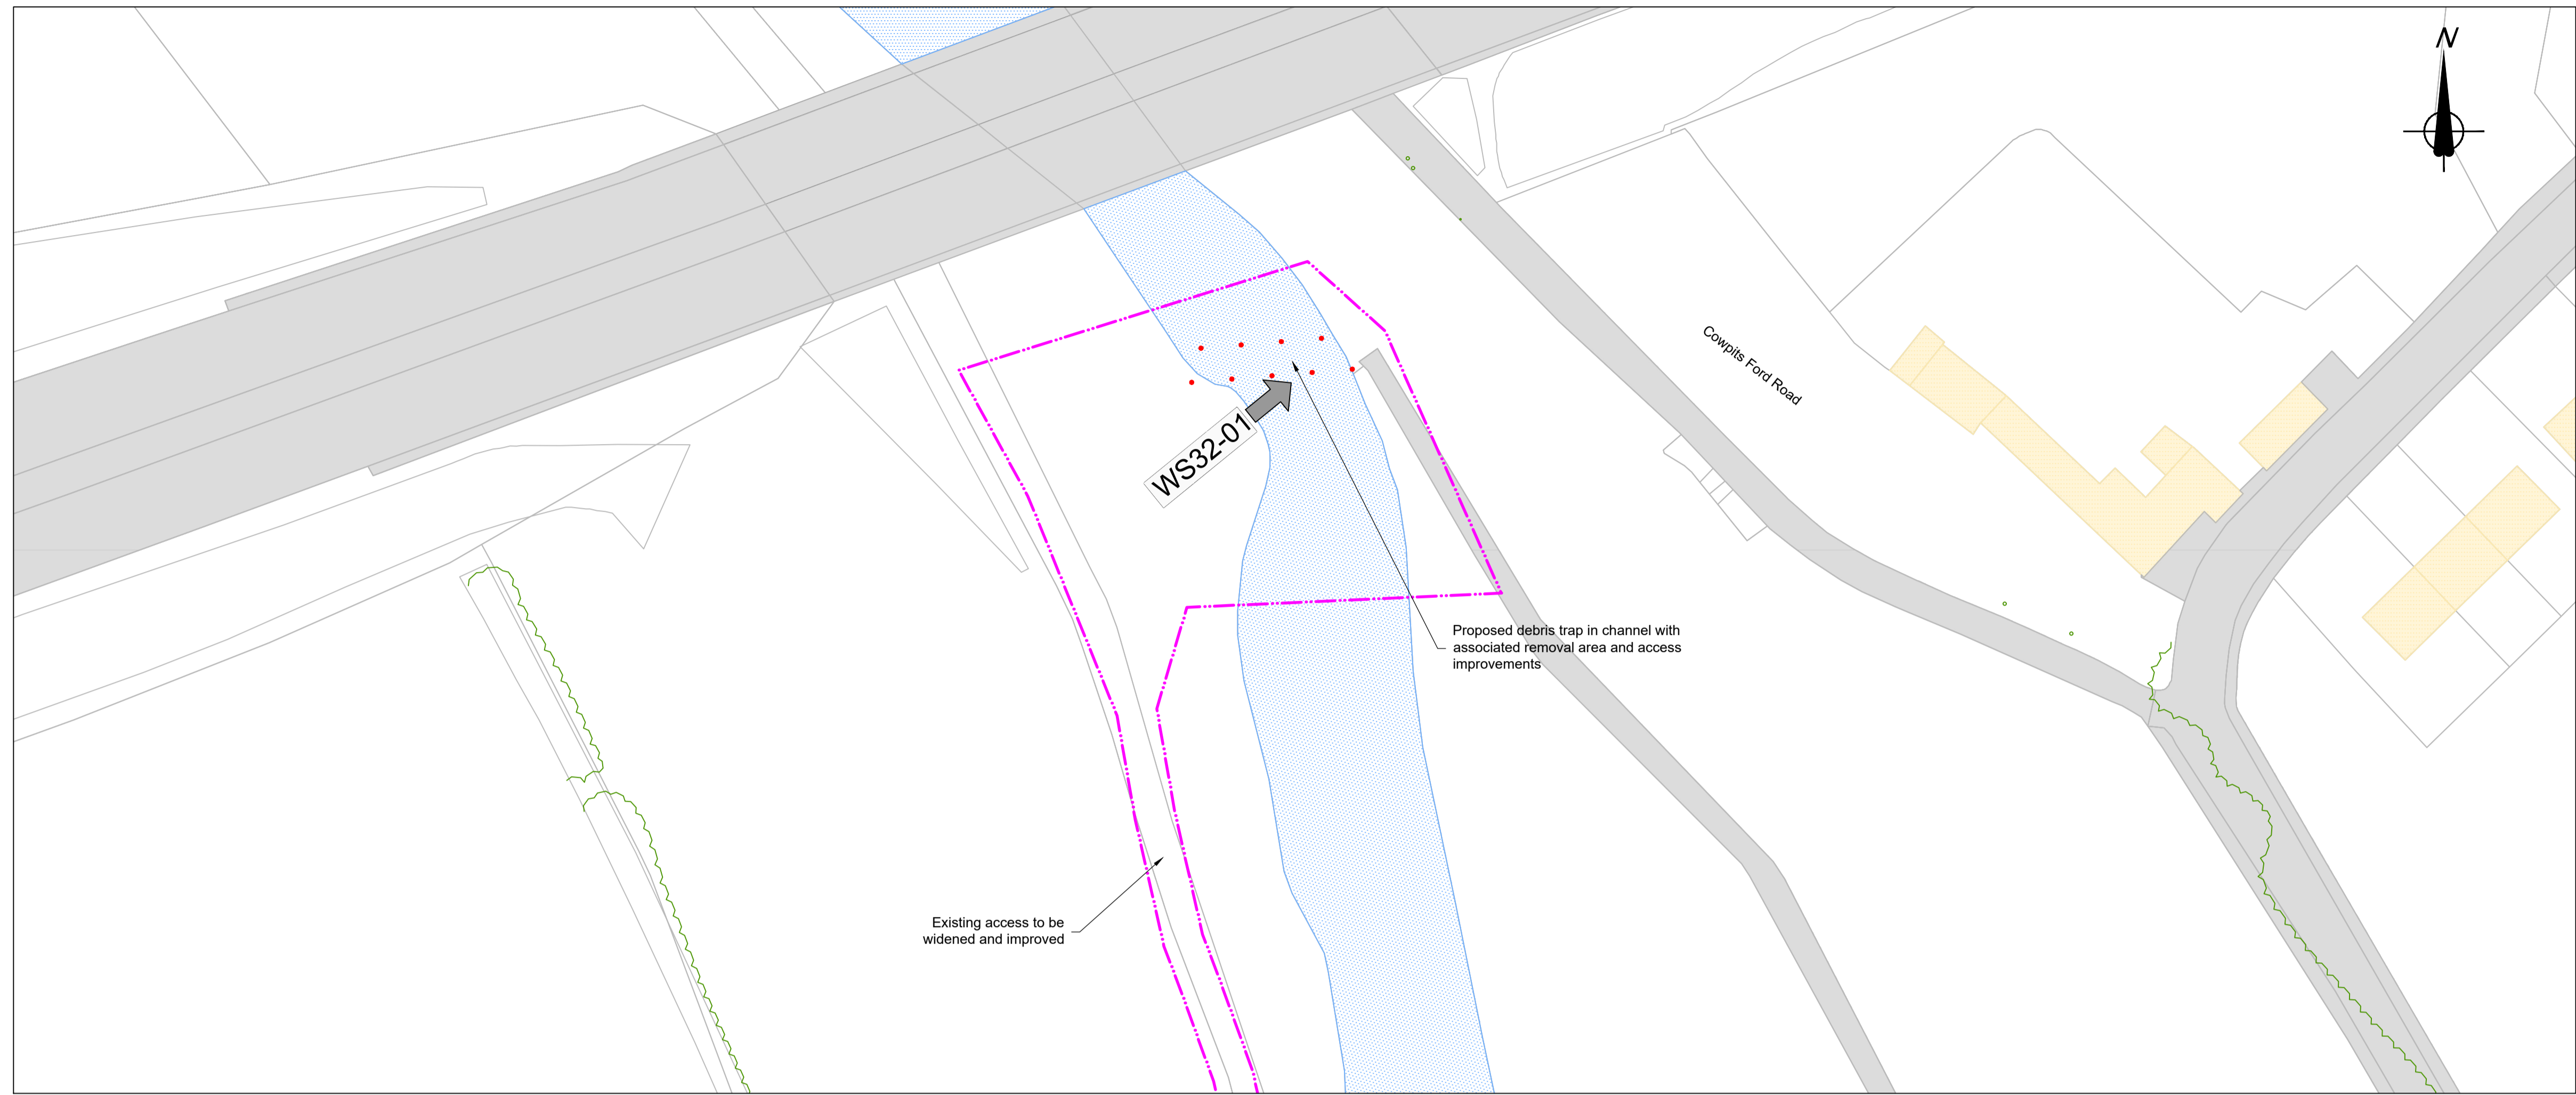 N
Cowpits Ford Road
WS32-01
Proposed debris trap in channel with
associated removal area and access
improvements
Existing access to be
widened and improved